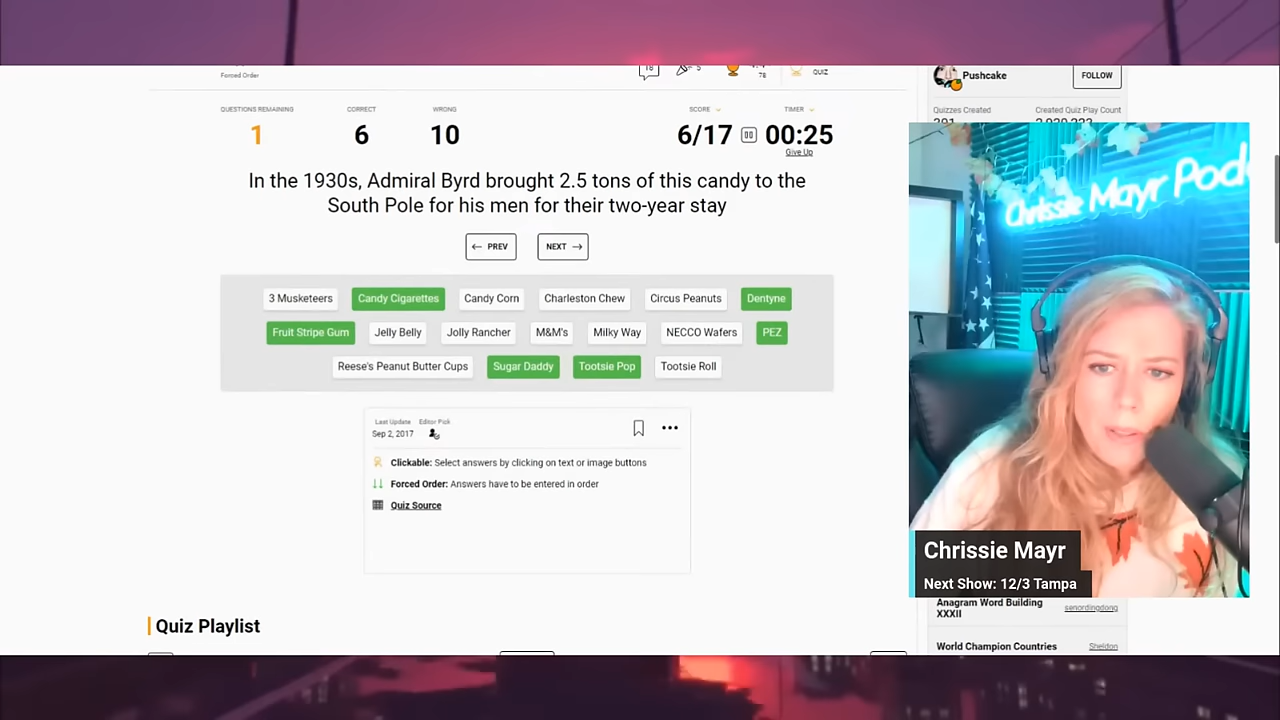 Forced Order
18
5
78
QUIZ
Pushcake
FOLLOW
QUESTIONS REMAINING
CORRECT
WRONG
SCORE
TIMER
Quizzes Created
Created Quiz Play Count
1
6
10
6/17
00:25
Give Up
In the 1930s, Admiral Byrd brought 2.5 tons of this candy to the
South Pole for his men for their two-year stay
← PREV
NEXT →
3 Musketeers
Candy Cigarettes
Candy Corn
Charleston Chew
Circus Peanuts
Dentyne
Fruit Stripe Gum
Jelly Belly
Jolly Rancher
M&M's
Milky Way
NECCO Wafers
PEZ
Reese's Peanut Butter Cups
Sugar Daddy
Tootsie Pop
Tootsie Roll
Last Update
Editor Pick
Sep 2, 2017
Clickable: Select answers by clicking on text or image buttons
Forced Order: Answers have to be entered in order
Quiz Source
Quiz Playlist
Chrissie Mayr Pod
Chrissie Mayr
Next Show: 12/3 Tampa
Anagram Word Building
XXXII
senordingdong
World Champion Countries
Sheldon